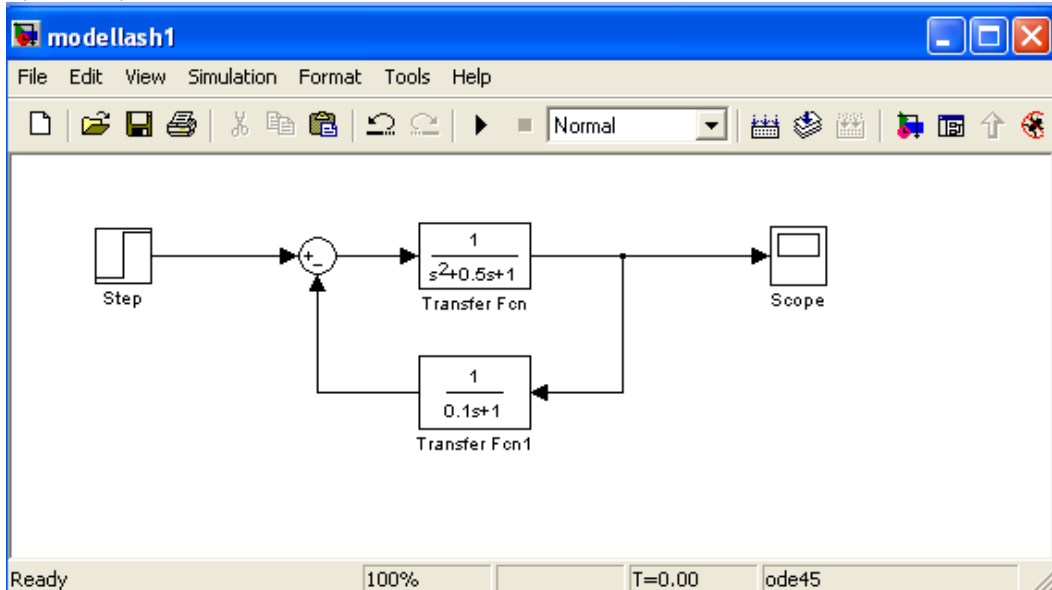 modellash1
File Edit View Simulation Format Tools Help
Normal
+
-
1
s²+0.5s+1
Step
Transfer Fcn
Scope
1
0.1s+1
Transfer Fcn1
Ready 100% T=0.00 ode45